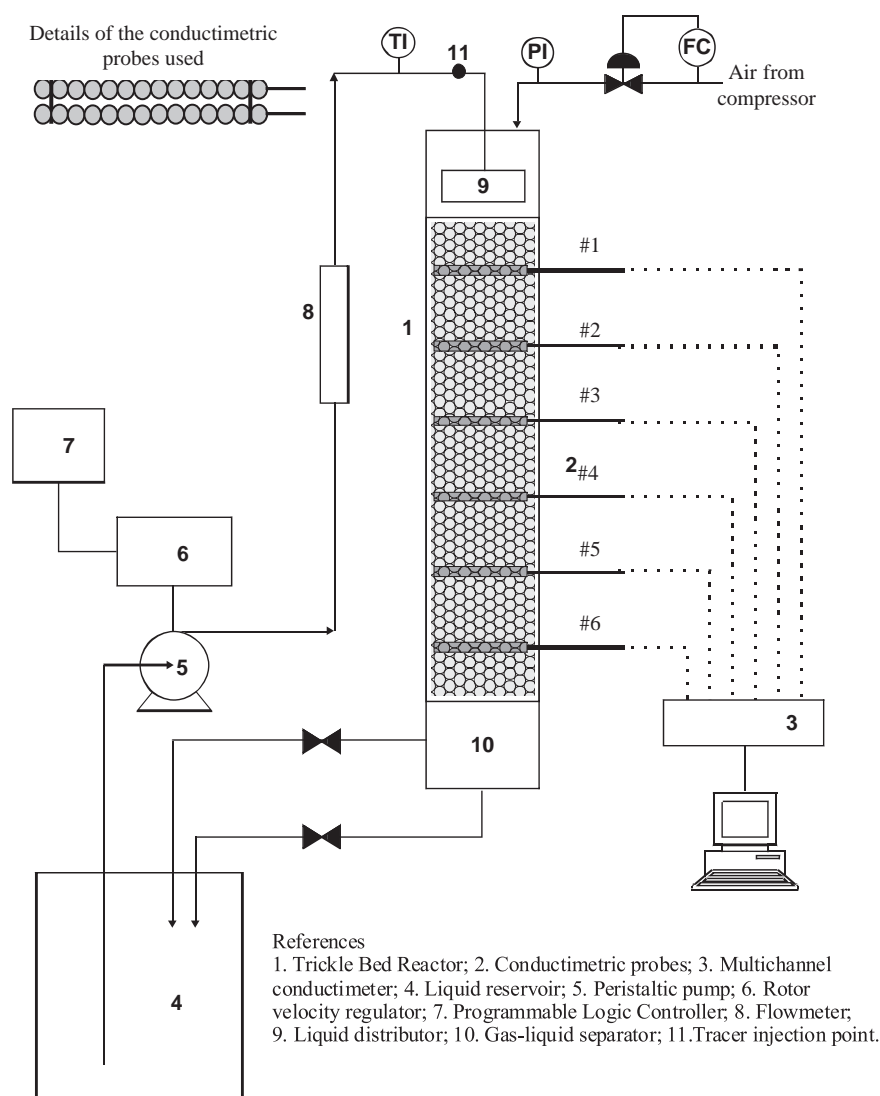 Details of the conductimetric
probes used
TI
11
PI
FC
Air from
compressor
9
#1
8
1
#2
#3
7
2
#4
6
#5
#6
5
3
10
4
References
1. Trickle Bed Reactor; 2. Conductimetric probes; 3. Multichannel
conductimeter; 4. Liquid reservoir; 5. Peristaltic pump; 6. Rotor
velocity regulator; 7. Programmable Logic Controller; 8. Flowmeter;
9. Liquid distributor; 10. Gas-liquid separator; 11.Tracer injection point.